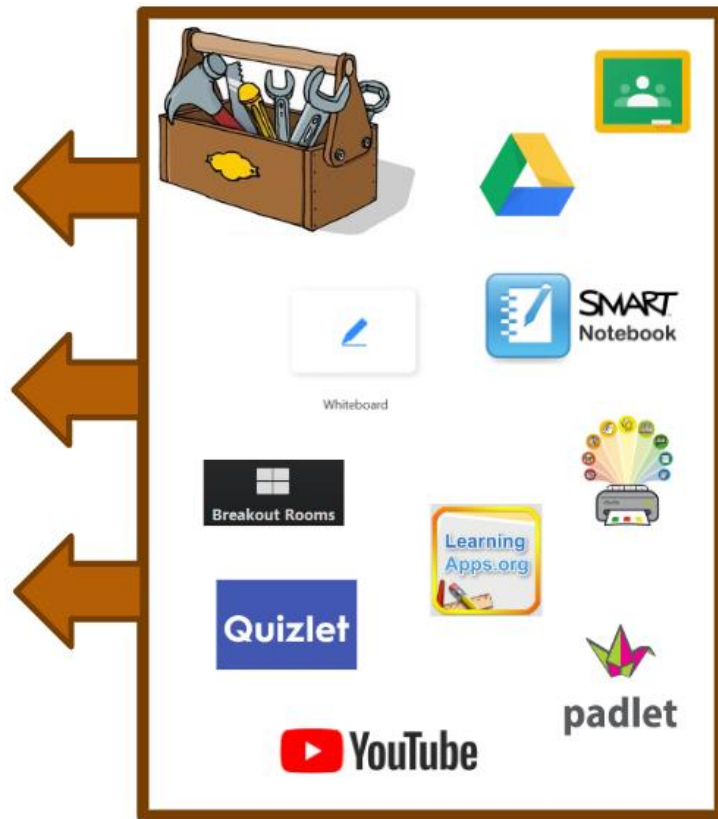 SMART
Notebook
Whiteboard
Breakout Rooms
Learning
Apps.org
Quizlet
padlet
YouTube